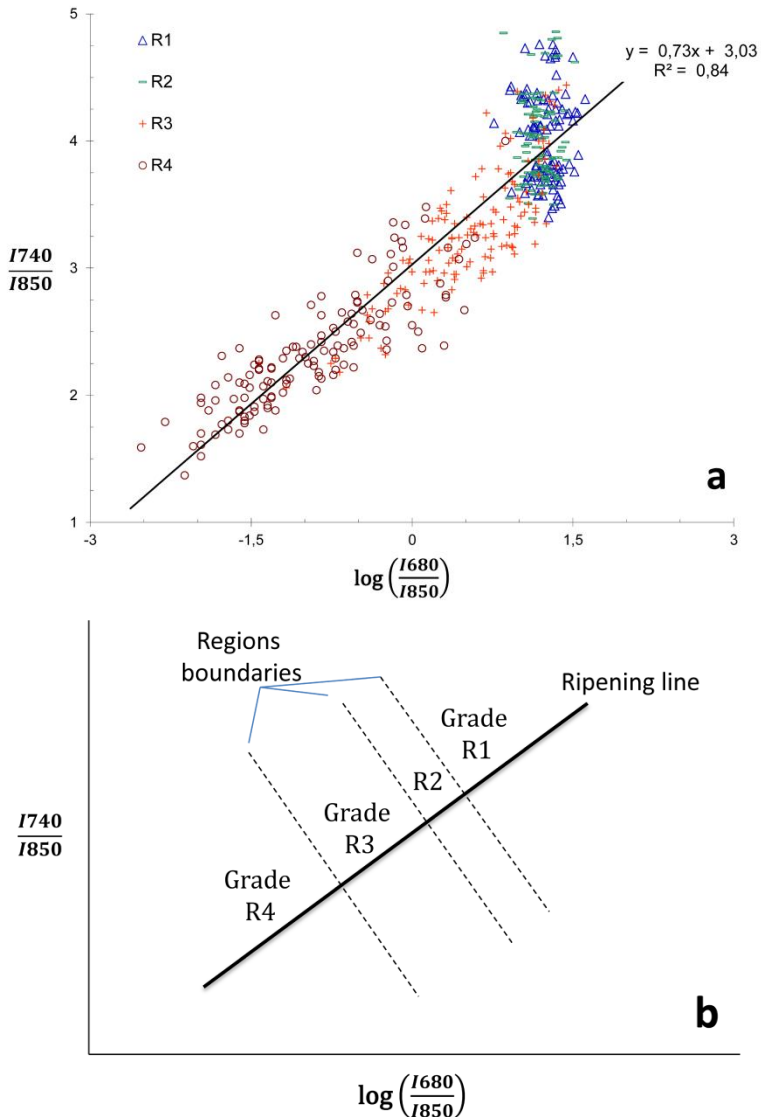 5
R1
R2
R3
R4
y = 0,73x + 3,03
R² = 0,84
4
I740
I850
3
2
1
-3
-1,5
0
1,5
3
a
log(I680/I850)
Regions
boundaries
Ripening line
Grade
R1
R2
Grade
R3
Grade
R4
I740
I850
b
log(I680/I850)